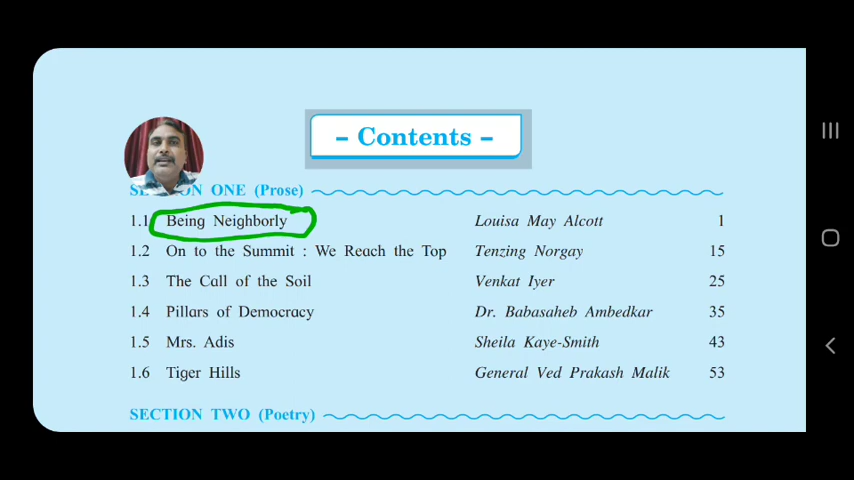 – Contents –
SECTION ONE (Prose)
1.1 Being Neighborly Louisa May Alcott 1
1.2 On to the Summit : We Reach the Top Tenzing Norgay 15
1.3 The Call of the Soil Venkat Iyer 25
1.4 Pillars of Democracy Dr. Babasaheb Ambedkar 35
1.5 Mrs. Adis Sheila Kaye-Smith 43
1.6 Tiger Hills General Ved Prakash Malik 53
SECTION TWO (Poetry)